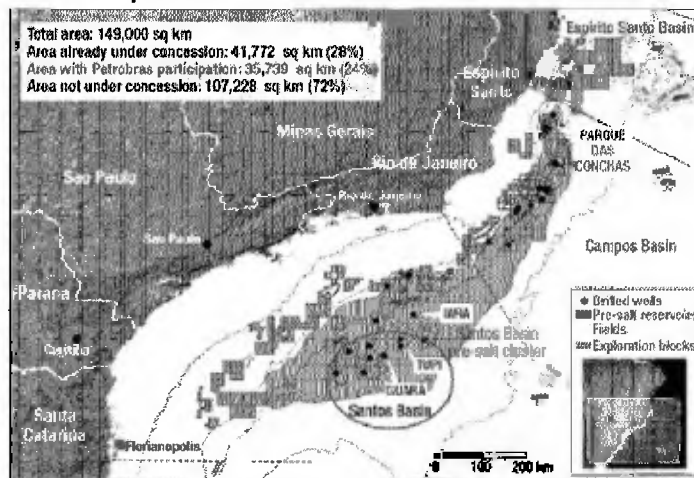 Total area: 149,000 sq km
Area already under concession: 41,772 sq km (28%)
Area with Petrobras participation: 35,739 sq km (24%)
Area not under concession: 107,228 sq km (72%)
Espirito Santo Basin
Espirito
Santo
Minas Gerais
PARQUE
DAS
CONCHAS
Rio de Janeiro
Sao Paulo
Rio de Janeiro
Sao Paulo
Campos Basin
Parana
Drilled wells
Pre-salt reservoirs
Fields
Exploration blocks
IARA
Santos Basin
pre-salt cluster
TUPI
GUARA
Santos Basin
Santa
Catarina
Florianopolis
0 100 200 km